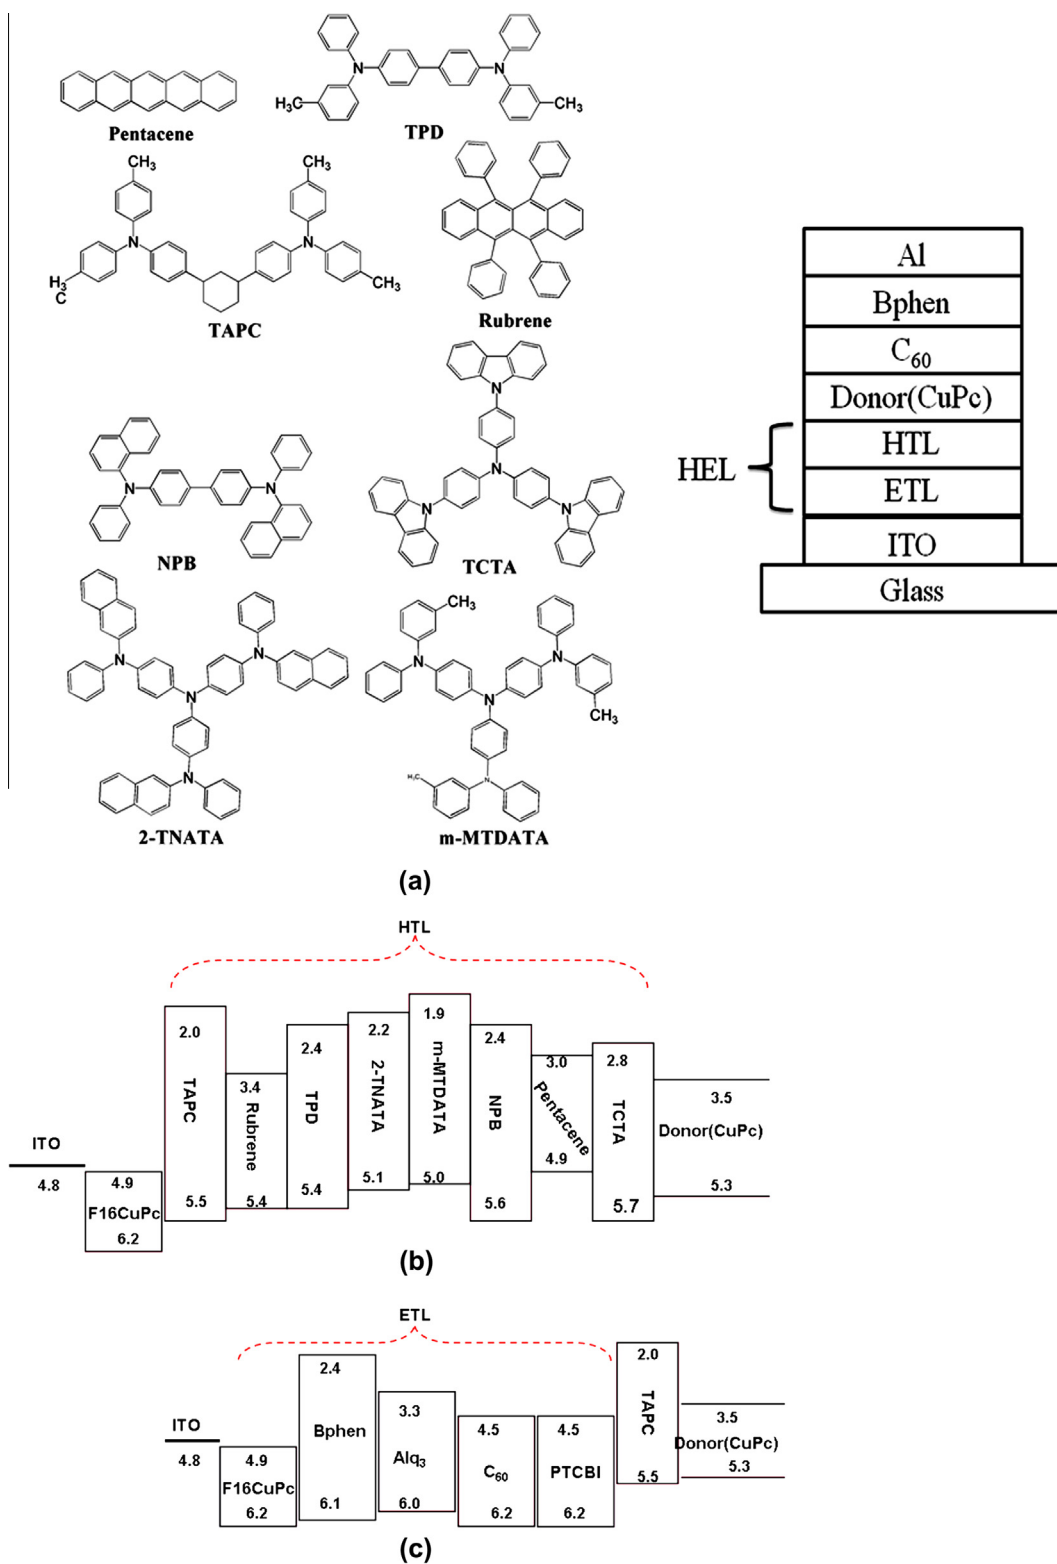 N
N
H₃C
CH₃
Pentacene
TPD
CH₃
CH₃
N
N
H₃
C
CH₃
TAPC
Rubrene
N
N
N
N
N
N
NPB
TCTA
N
N
N
N
2-TNATA
CH₃
N
N
N
CH₃
H₃C
N
m-MTDATA
Al
Bphen
C₆₀
Donor(CuPc)
HTL
HEL
ETL
ITO
Glass
(a)
HTL
ITO
4.8
4.9
F16CuPc
6.2
2.0
TAPC
5.5
3.4
Rubrene
5.4
2.4
TPD
5.4
2.2
2-TNATA
5.1
1.9
m-MTDATA
5.0
2.4
NPB
5.6
3.0
Pentacene
4.9
2.8
TCTA
5.7
3.5
Donor(CuPc)
5.3
(b)
ETL
ITO
4.8
4.9
F16CuPc
6.2
2.4
Bphen
6.1
3.3
Alq₃
6.0
4.5
C₆₀
6.2
4.5
PTCBI
6.2
2.0
TAPC
5.5
3.5
Donor(CuPc)
5.3
(c)